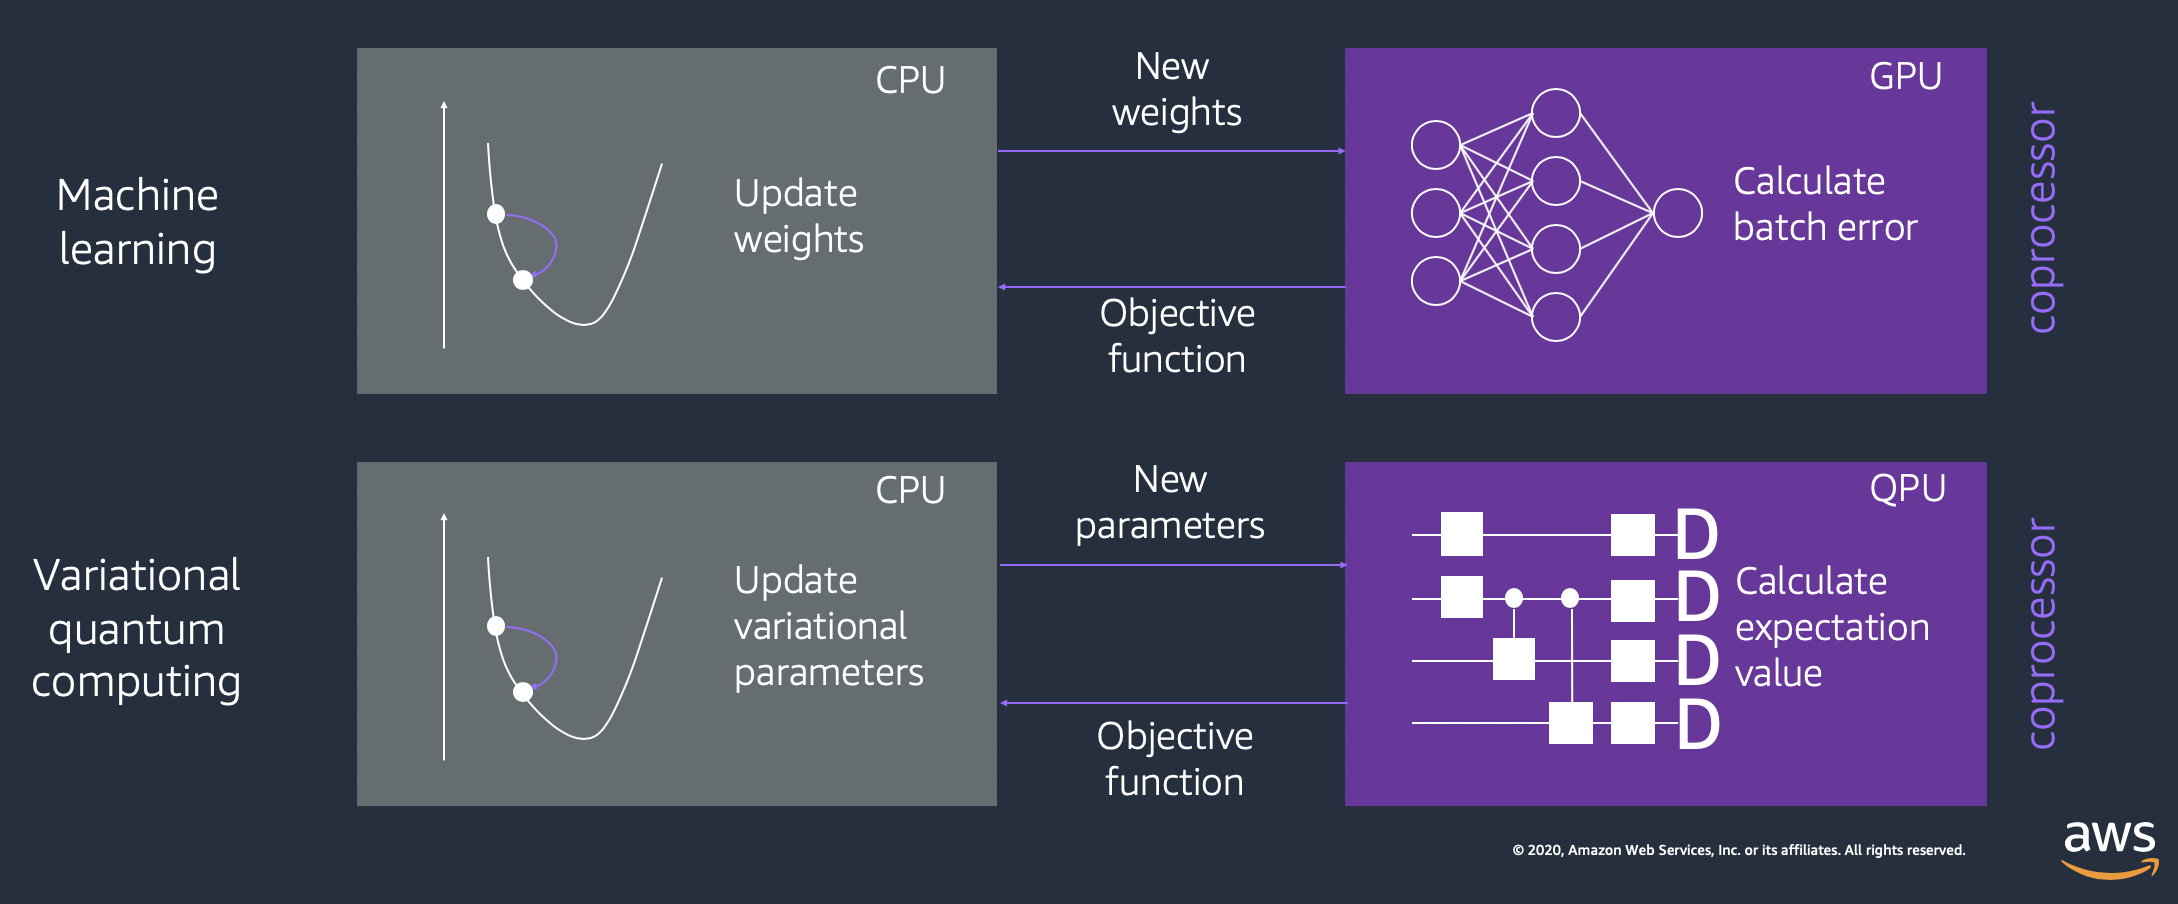 Machine
learning
CPU
Update
weights
New
weights
Objective
function
GPU
Calculate
batch error
coprocessor
Variational
quantum
computing
CPU
Update
variational
parameters
New
parameters
Objective
function
QPU
D
D
D
D
Calculate
expectation
value
coprocessor
© 2020, Amazon Web Services, Inc. or its affiliates. All rights reserved.
aws